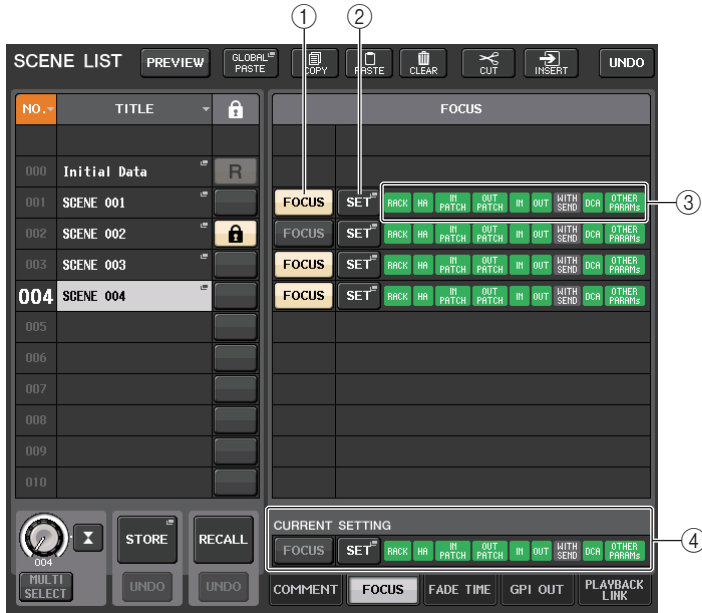 ① ②
SCENE LIST PREVIEW GLOBAL PASTE COPY PASTE CLEAR CUT INSERT UNDO
NO. TITLE FOCUS
000 Initial Data R
001 SCENE 001 FOCUS SET RACK HA IN PATCH OUT PATCH IN OUT WITH SEND DCA OTHER PARAMs ③
002 SCENE 002 FOCUS SET RACK HA IN PATCH OUT PATCH IN OUT WITH SEND DCA OTHER PARAMs
003 SCENE 003 FOCUS SET RACK HA IN PATCH OUT PATCH IN OUT WITH SEND DCA OTHER PARAMs
004 SCENE 004 FOCUS SET RACK HA IN PATCH OUT PATCH IN OUT WITH SEND DCA OTHER PARAMs
005
006
007
008
009
010
CURRENT SETTING
004 STORE RECALL FOCUS SET RACK HA IN PATCH OUT PATCH IN OUT WITH SEND DCA OTHER PARAMs ④
MULTI SELECT UNDO UNDO COMMENT FOCUS FADE TIME GPI OUT PLAYBACK LINK